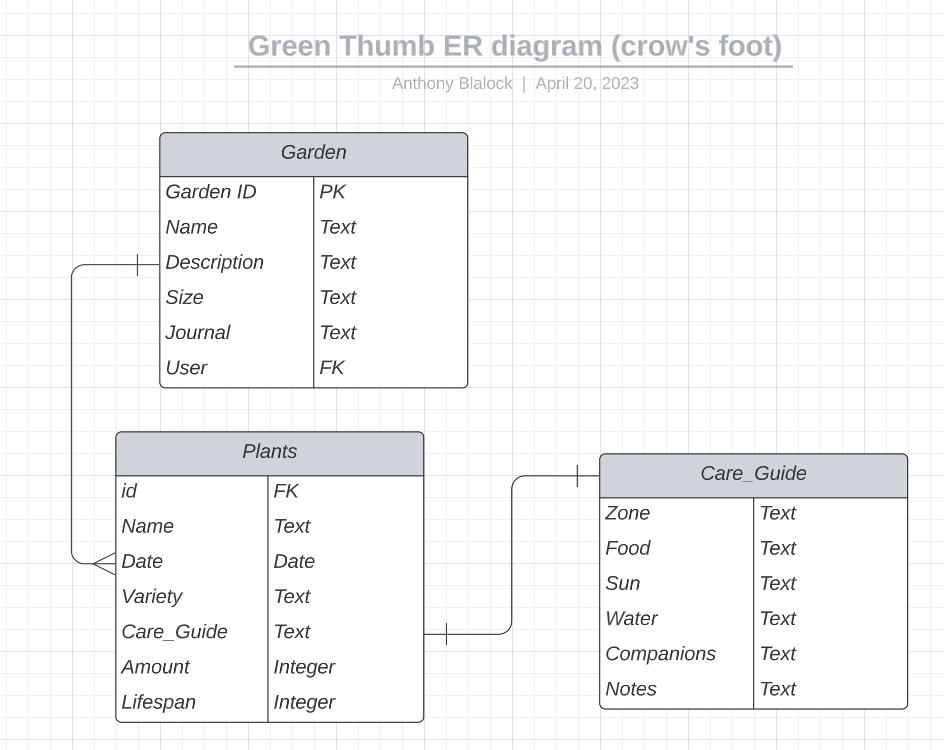 Green Thumb ER diagram (crow's foot)
Anthony Blalock | April 20, 2023
Garden
Garden ID PK
Name Text
Description Text
Size Text
Journal Text
User FK
Plants
id FK
Name Text
Date Date
Variety Text
Care_Guide Text
Amount Integer
Lifespan Integer
Care_Guide
Zone Text
Food Text
Sun Text
Water Text
Companions Text
Notes Text